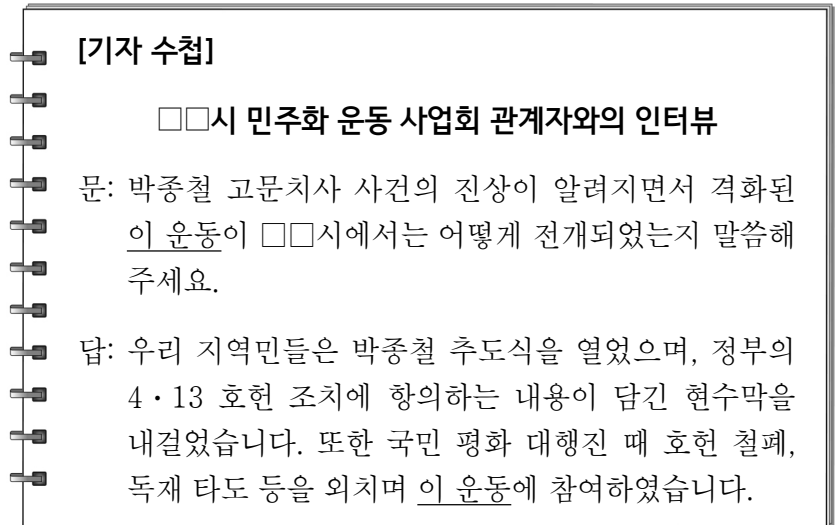 [기자 수첩]
□□시 민주화 운동 사업회 관계자와의 인터뷰
문: 박종철 고문치사 사건의 진상이 알려지면서 격화된
이 운동이 □□시에서는 어떻게 전개되었는지 말씀해
주세요.
답: 우리 지역민들은 박종철 추도식을 열었으며, 정부의
4·13 호헌 조치에 항의하는 내용이 담긴 현수막을
내걸었습니다. 또한 국민 평화 대행진 때 호헌 철폐,
독재 타도 등을 외치며 이 운동에 참여하였습니다.